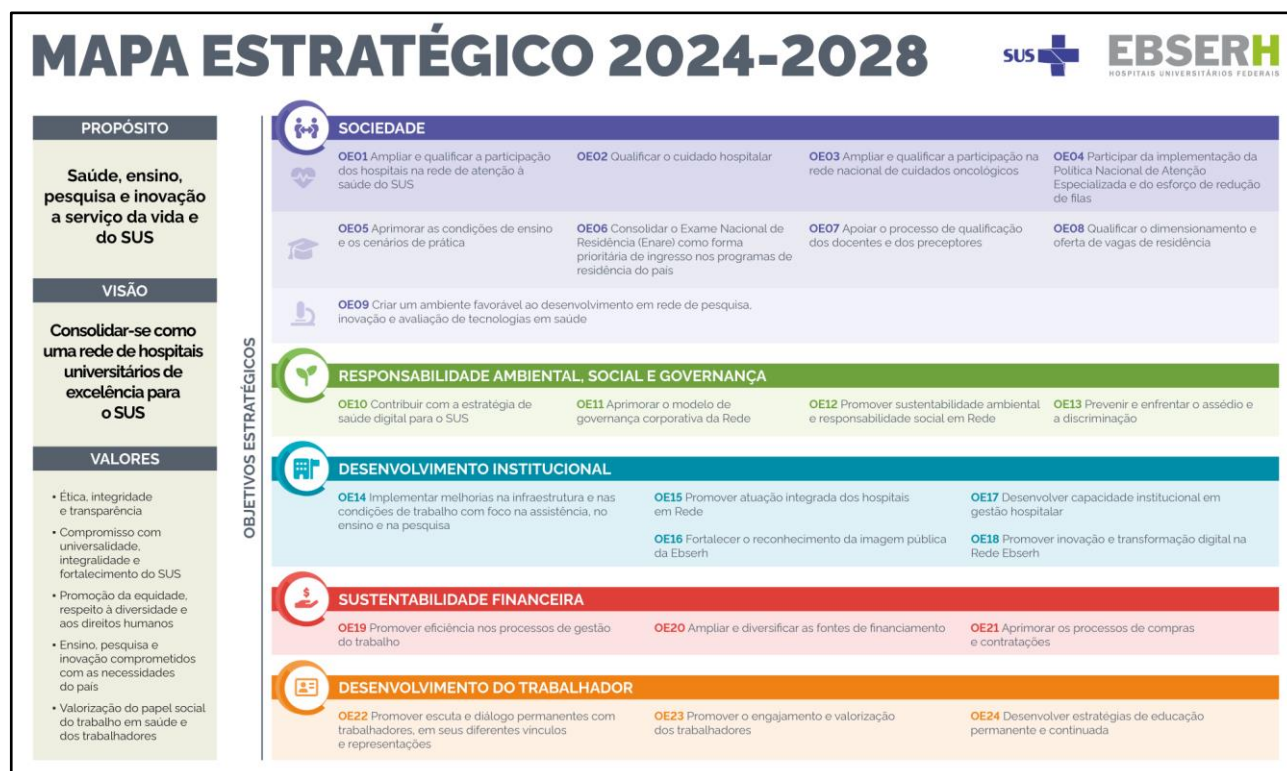 MAPA ESTRATÉGICO 2024-2028
SUS
EBSERH
HOSPITAIS UNIVERSITÁRIOS FEDERAIS
PROPÓSITO
Saúde, ensino,
pesquisa e inovação
a serviço da vida e
do SUS
VISÃO
Consolidar-se como
uma rede de hospitais
universitários de
excelência para
o SUS
VALORES
• Ética, integridade
e transparência
• Compromisso com
universalidade,
integralidade e
fortalecimento do SUS
• Promoção da equidade,
respeito à diversidade e
aos direitos humanos
• Ensino, pesquisa e
inovação comprometidos
com as necessidades
do país
• Valorização do papel social
do trabalho em saúde e
dos trabalhadores
OBJETIVOS ESTRATÉGICOS
SOCIEDADE
OE01 Ampliar e qualificar a participação
dos hospitais na rede de atenção à
saúde do SUS
OE02 Qualificar o cuidado hospitalar
OE03 Ampliar e qualificar a participação na
rede nacional de cuidados oncológicos
OE04 Participar da implementação da
Política Nacional de Atenção
Especializada e do esforço de redução
de filas
OE05 Aprimorar as condições de ensino
e os cenários de prática
OE06 Consolidar o Exame Nacional de
Residência (Enare) como forma
prioritária de ingresso nos programas de
residência do país
OE07 Apoiar o processo de qualificação
dos docentes e dos preceptores
OE08 Qualificar o dimensionamento e
oferta de vagas de residência
OE09 Criar um ambiente favorável ao desenvolvimento em rede de pesquisa,
inovação e avaliação de tecnologias em saúde
RESPONSABILIDADE AMBIENTAL, SOCIAL E GOVERNANÇA
OE10 Contribuir com a estratégia de
saúde digital para o SUS
OE11 Aprimorar o modelo de
governança corporativa da Rede
OE12 Promover sustentabilidade ambiental
e responsabilidade social em Rede
OE13 Prevenir e enfrentar o assédio e
a discriminação
DESENVOLVIMENTO INSTITUCIONAL
OE14 Implementar melhorias na infraestrutura e nas
condições de trabalho com foco na assistência, no
ensino e na pesquisa
OE15 Promover atuação integrada dos hospitais
em Rede
OE16 Fortalecer o reconhecimento da imagem pública
da Ebserh
OE17 Desenvolver capacidade institucional em
gestão hospitalar
OE18 Promover inovação e transformação digital na
Rede Ebserh
SUSTENTABILIDADE FINANCEIRA
OE19 Promover eficiência nos processos de gestão
do trabalho
OE20 Ampliar e diversificar as fontes de financiamento
OE21 Aprimorar os processos de compras
e contratações
DESENVOLVIMENTO DO TRABALHADOR
OE22 Promover escuta e diálogo permanentes com
trabalhadores, em seus diferentes vínculos
e representações
OE23 Promover o engajamento e valorização
dos trabalhadores
OE24 Desenvolver estratégias de educação
permanente e continuada